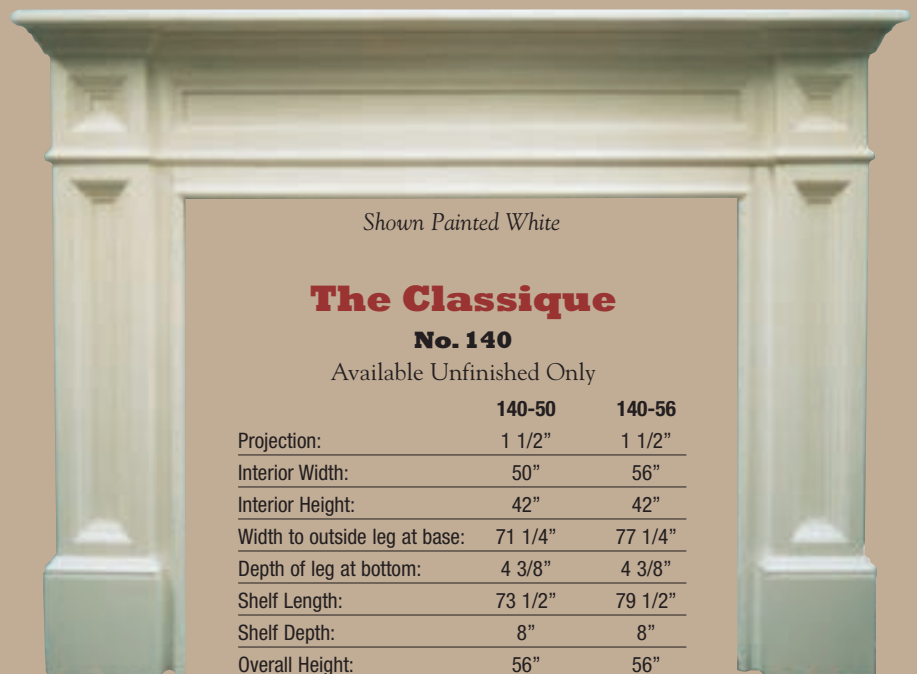 Shown Painted White
The Classique
No. 140
Available Unfinished Only
140-50 140-56
Projection: 1 1/2” 1 1/2”
Interior Width: 50” 56”
Interior Height: 42” 42”
Width to outside leg at base: 71 1/4” 77 1/4”
Depth of leg at bottom: 4 3/8” 4 3/8”
Shelf Length: 73 1/2” 79 1/2”
Shelf Depth: 8” 8”
Overall Height: 56” 56”